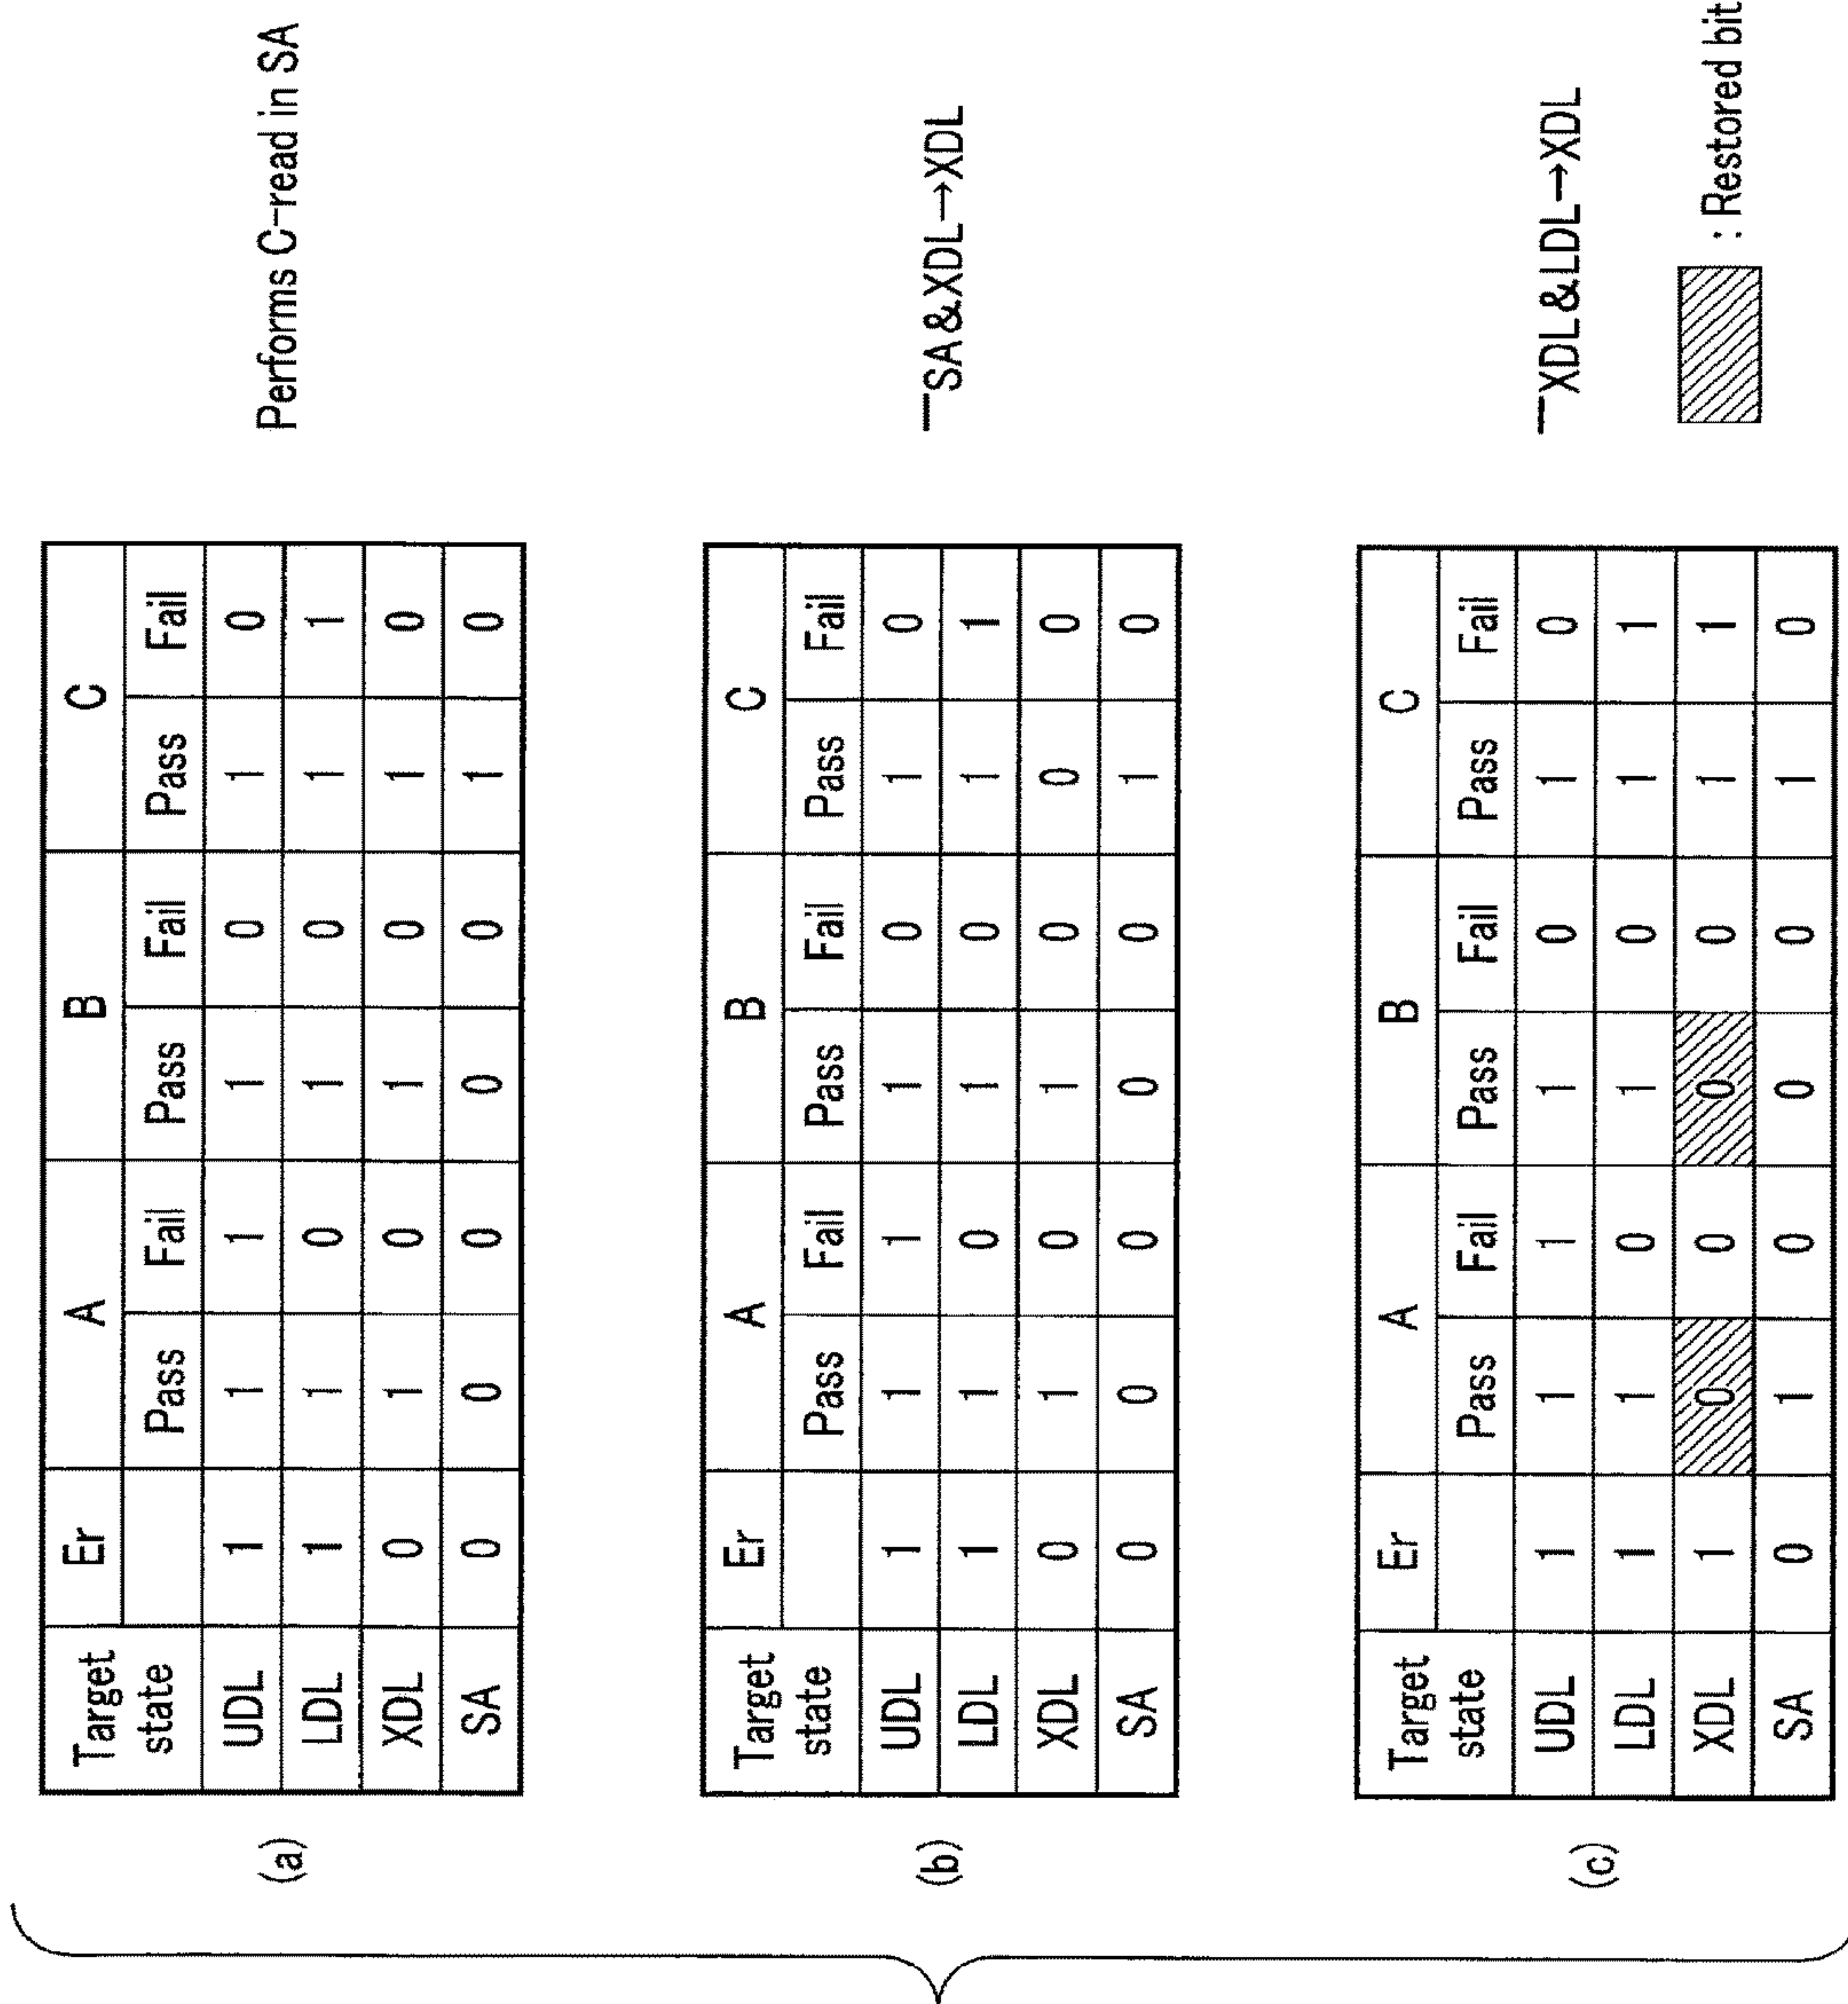 (a)
Target state | Er | A | B | C
Pass | Fail | Pass | Fail | Pass | Fail
UDL | 1 | 1 | 1 | 1 | 0 | 1 | 0
LDL | 1 | 1 | 0 | 1 | 0 | 1 | 1
XDL | 0 | 1 | 0 | 1 | 0 | 1 | 0
SA | 0 | 0 | 0 | 0 | 0 | 1 | 0
Performs C-read in SA
(b)
Target state | Er | A | B | C
Pass | Fail | Pass | Fail | Pass | Fail
UDL | 1 | 1 | 1 | 1 | 0 | 1 | 0
LDL | 1 | 1 | 0 | 1 | 0 | 1 | 1
XDL | 0 | 1 | 0 | 1 | 0 | 0 | 0
SA | 0 | 0 | 0 | 0 | 0 | 1 | 0
¬SA&XDL→XDL
(c)
Target state | Er | A | B | C
Pass | Fail | Pass | Fail | Pass | Fail
UDL | 1 | 1 | 1 | 1 | 0 | 1 | 0
LDL | 1 | 1 | 0 | 1 | 0 | 1 | 1
XDL | 1 | 0 | 0 | 0 | 0 | 1 | 1
SA | 0 | 1 | 0 | 0 | 0 | 1 | 0
¬XDL&LDL→XDL
: Restored bit